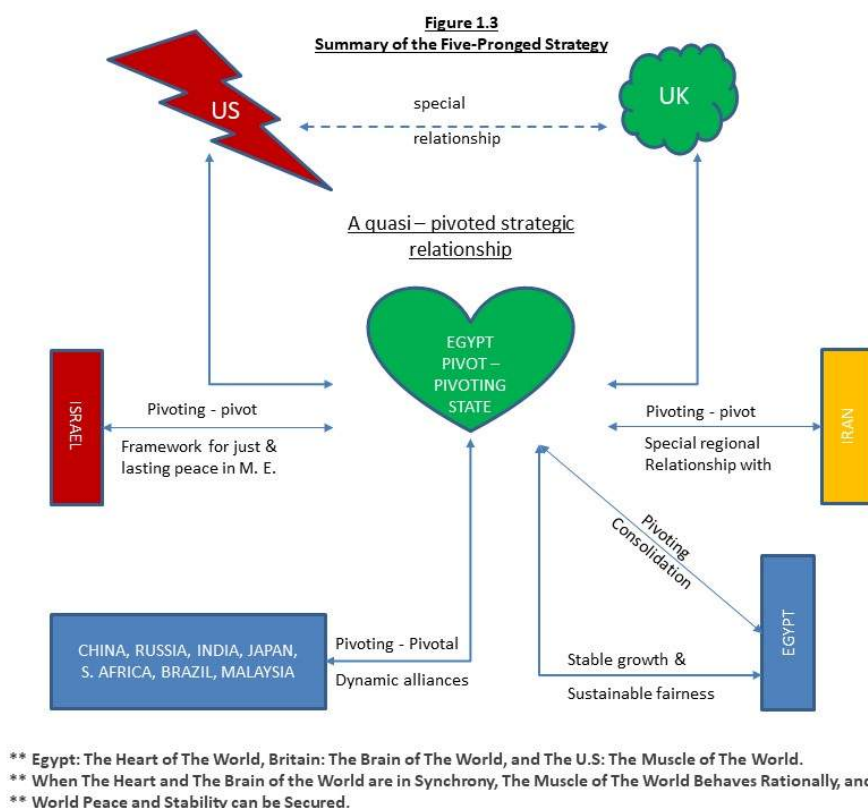 Figure 1.3
Summary of the Five-Pronged Strategy
US
UK
special
relationship
A quasi – pivoted strategic
relationship
EGYPT
PIVOT –
PIVOTING
STATE
ISRAEL
Pivoting - pivot
Framework for just &
lasting peace in M. E.
Pivoting - pivot
Special regional
Relationship with
IRAN
Pivoting
Consolidation
EGYPT
CHINA, RUSSIA, INDIA, JAPAN,
S. AFRICA, BRAZIL, MALAYSIA
Pivoting - Pivotal
Dynamic alliances
Stable growth &
Sustainable fairness
** Egypt: The Heart of The World, Britain: The Brain of The World, and The U.S: The Muscle of The World.
** When The Heart and The Brain of the World are in Synchrony, The Muscle of The World Behaves Rationally, and
** World Peace and Stability can be Secured.